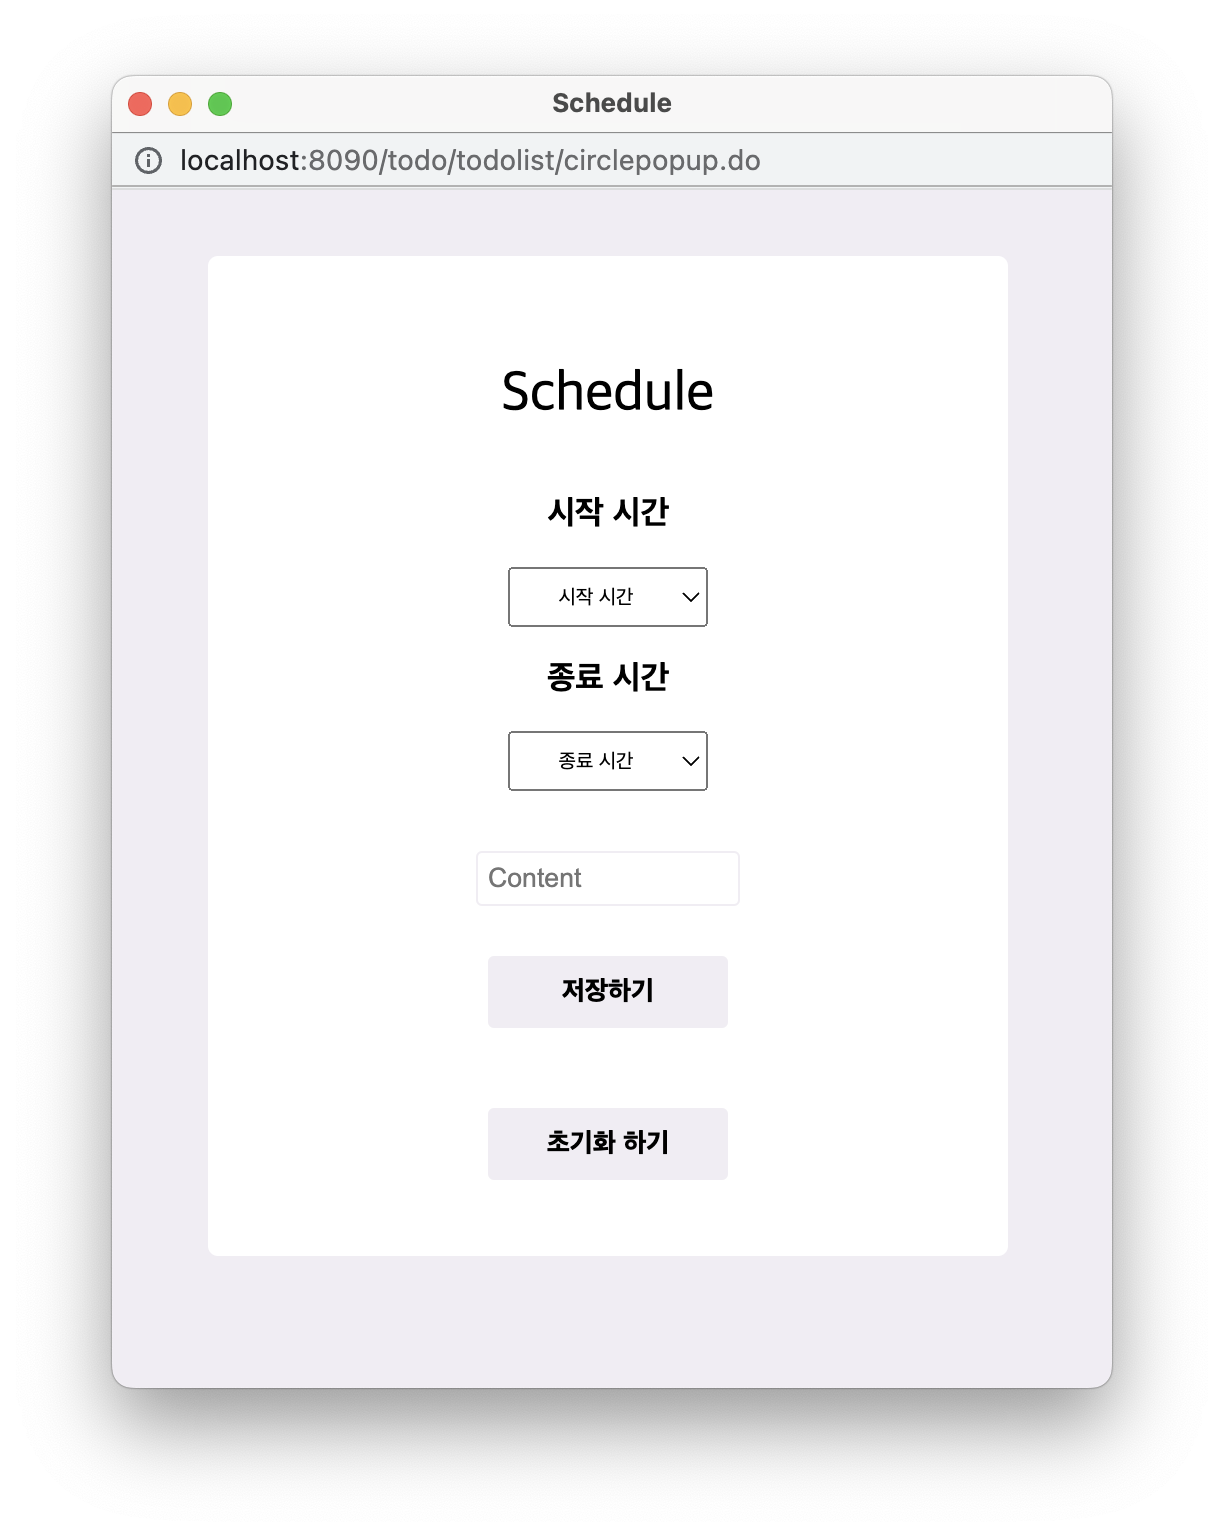 Schedule
localhost:8090/todo/todolist/circlepopup.do
Schedule
시작 시간
시작 시간
종료 시간
종료 시간
Content
저장하기
초기화 하기